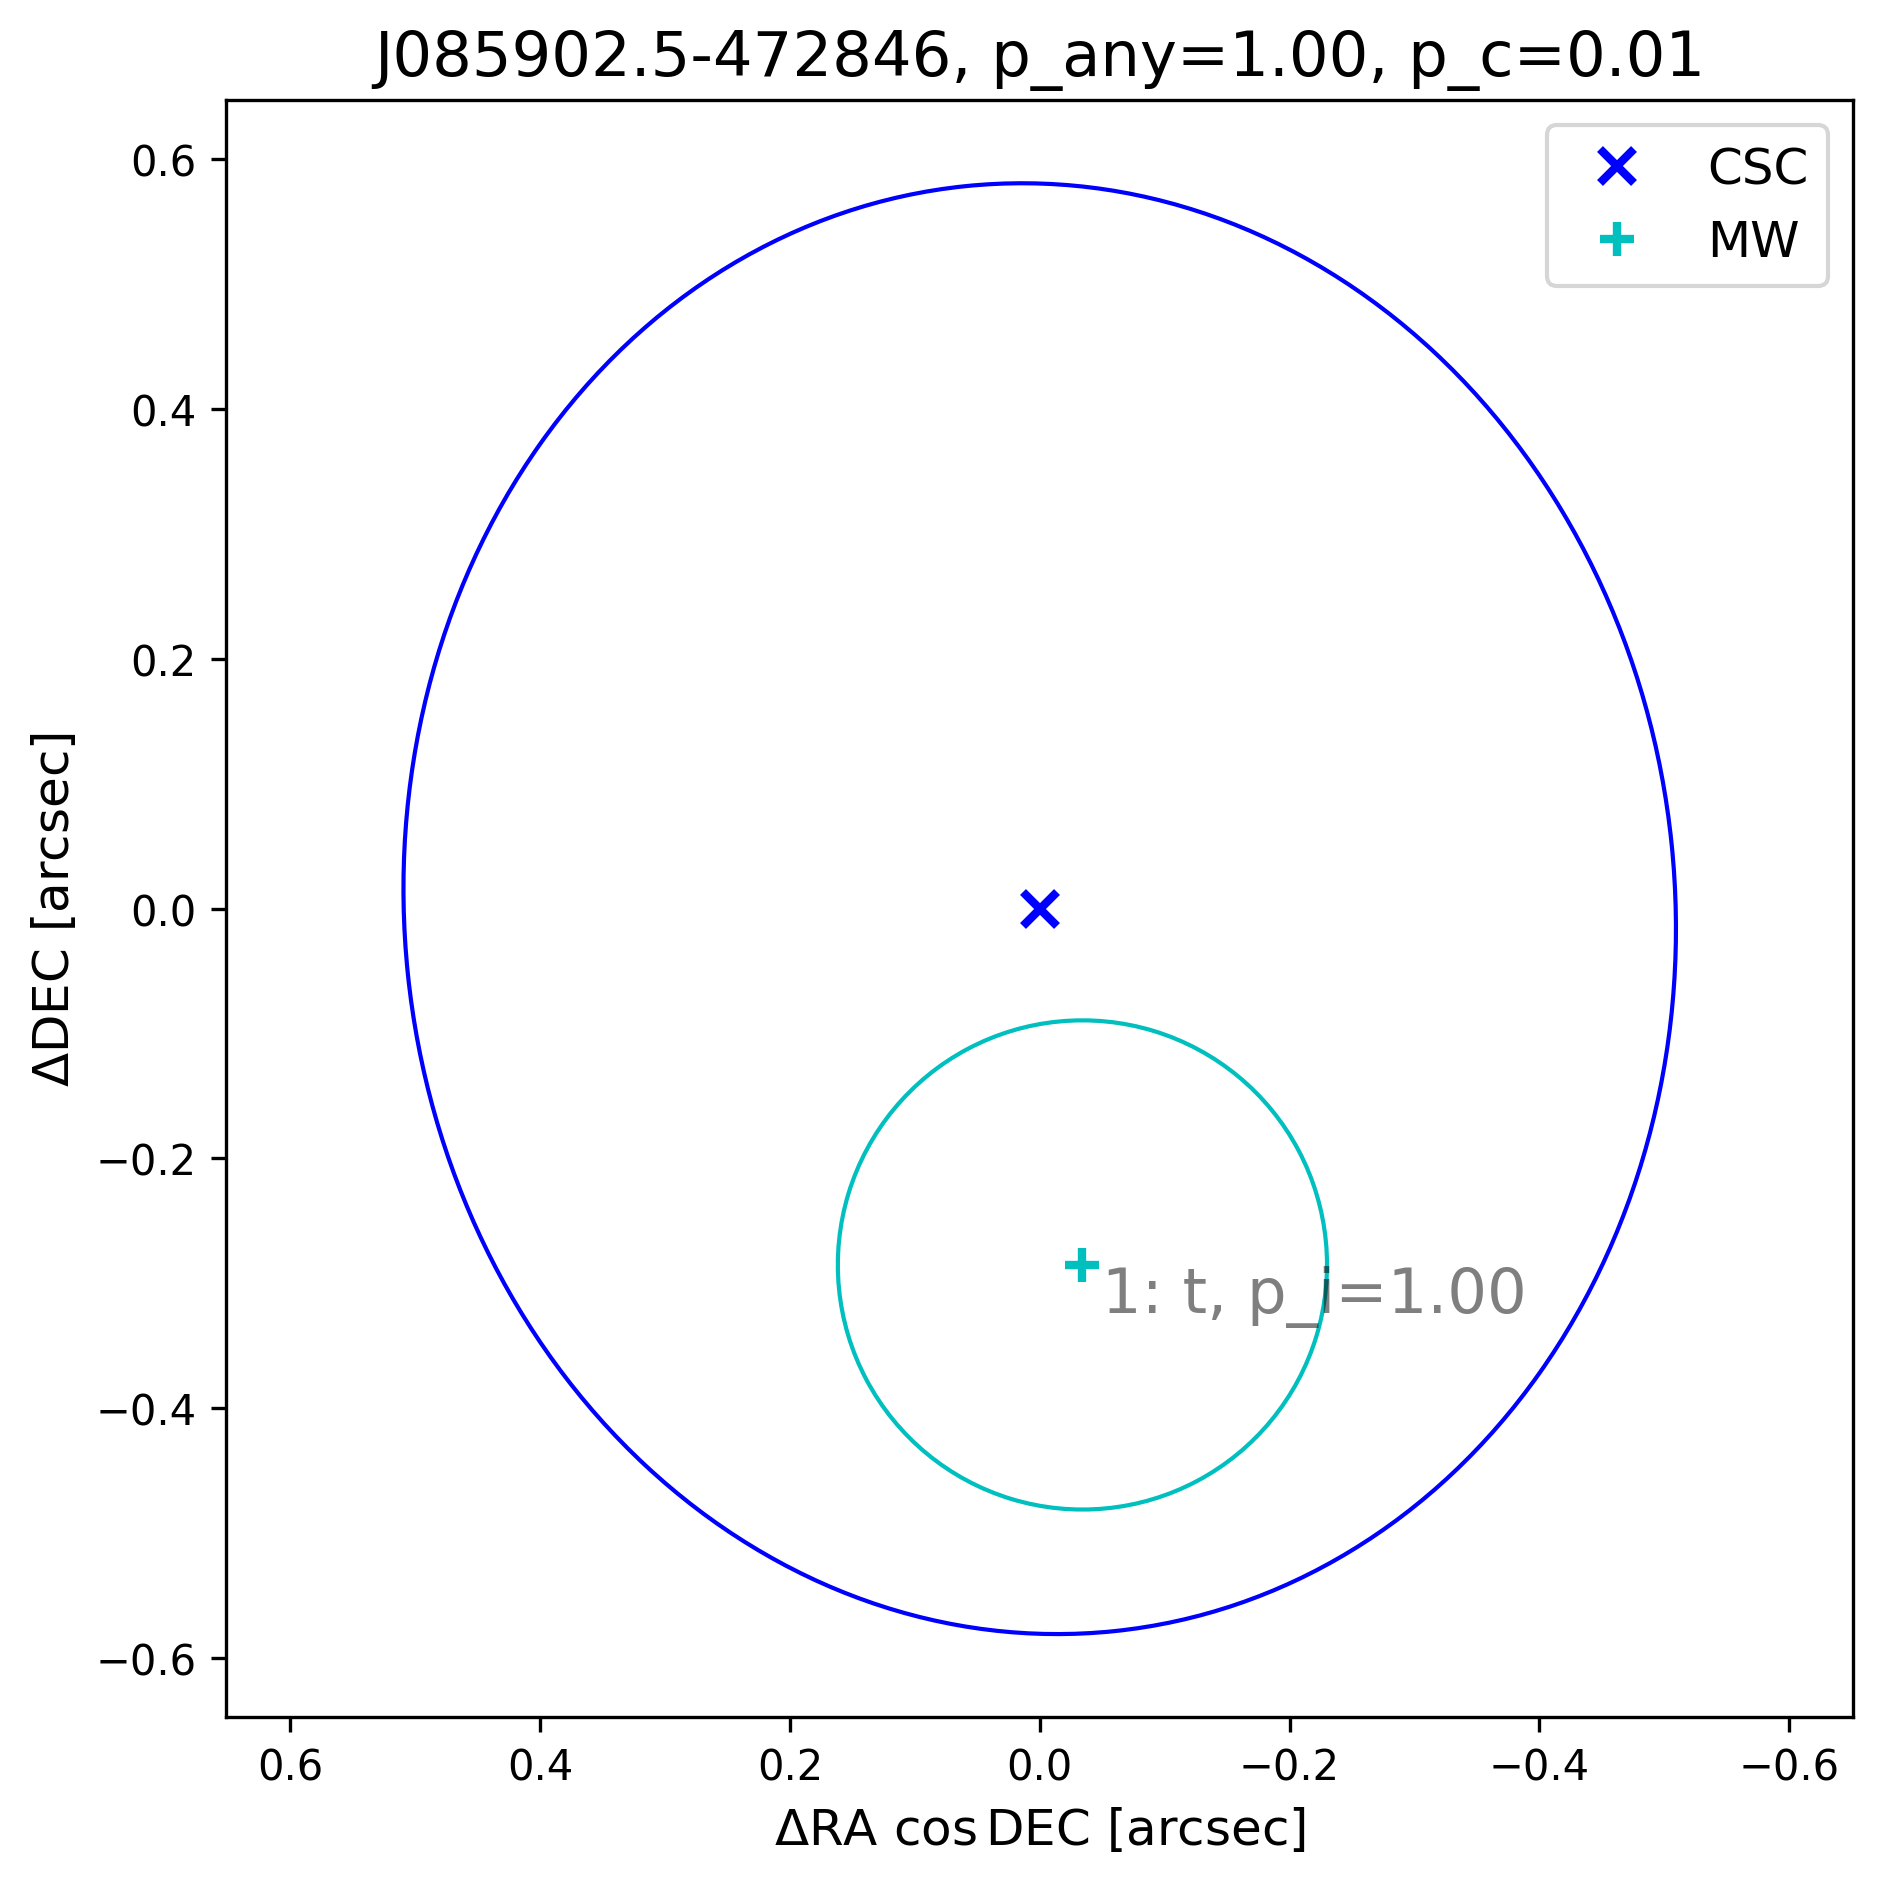 J085902.5-472846, p_any=1.00, p_c=0.01
CSC
MW
0.6
0.4
0.2
0.0
−0.2
−0.4
−0.6
ΔDEC [arcsec]
1: t, p_i=1.00
0.6 0.4 0.2 0.0 −0.2 −0.4 −0.6
ΔRA cos DEC [arcsec]